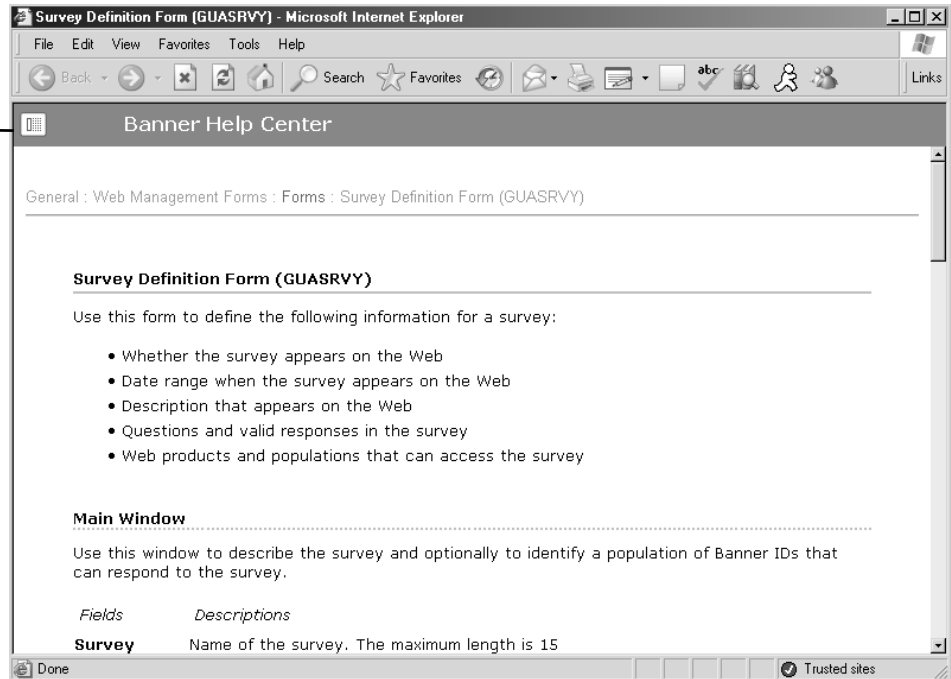 Survey Definition Form (GUASRVY) - Microsoft Internet Explorer
File Edit View Favorites Tools Help
Back Search Favorites abc Links
Banner Help Center
General : Web Management Forms : Forms : Survey Definition Form (GUASRVY)
Survey Definition Form (GUASRVY)
Use this form to define the following information for a survey:
• Whether the survey appears on the Web
• Date range when the survey appears on the Web
• Description that appears on the Web
• Questions and valid responses in the survey
• Web products and populations that can access the survey
Main Window
Use this window to describe the survey and optionally to identify a population of Banner IDs that
can respond to the survey.
Fields Descriptions
Survey Name of the survey. The maximum length is 15
Done Trusted sites